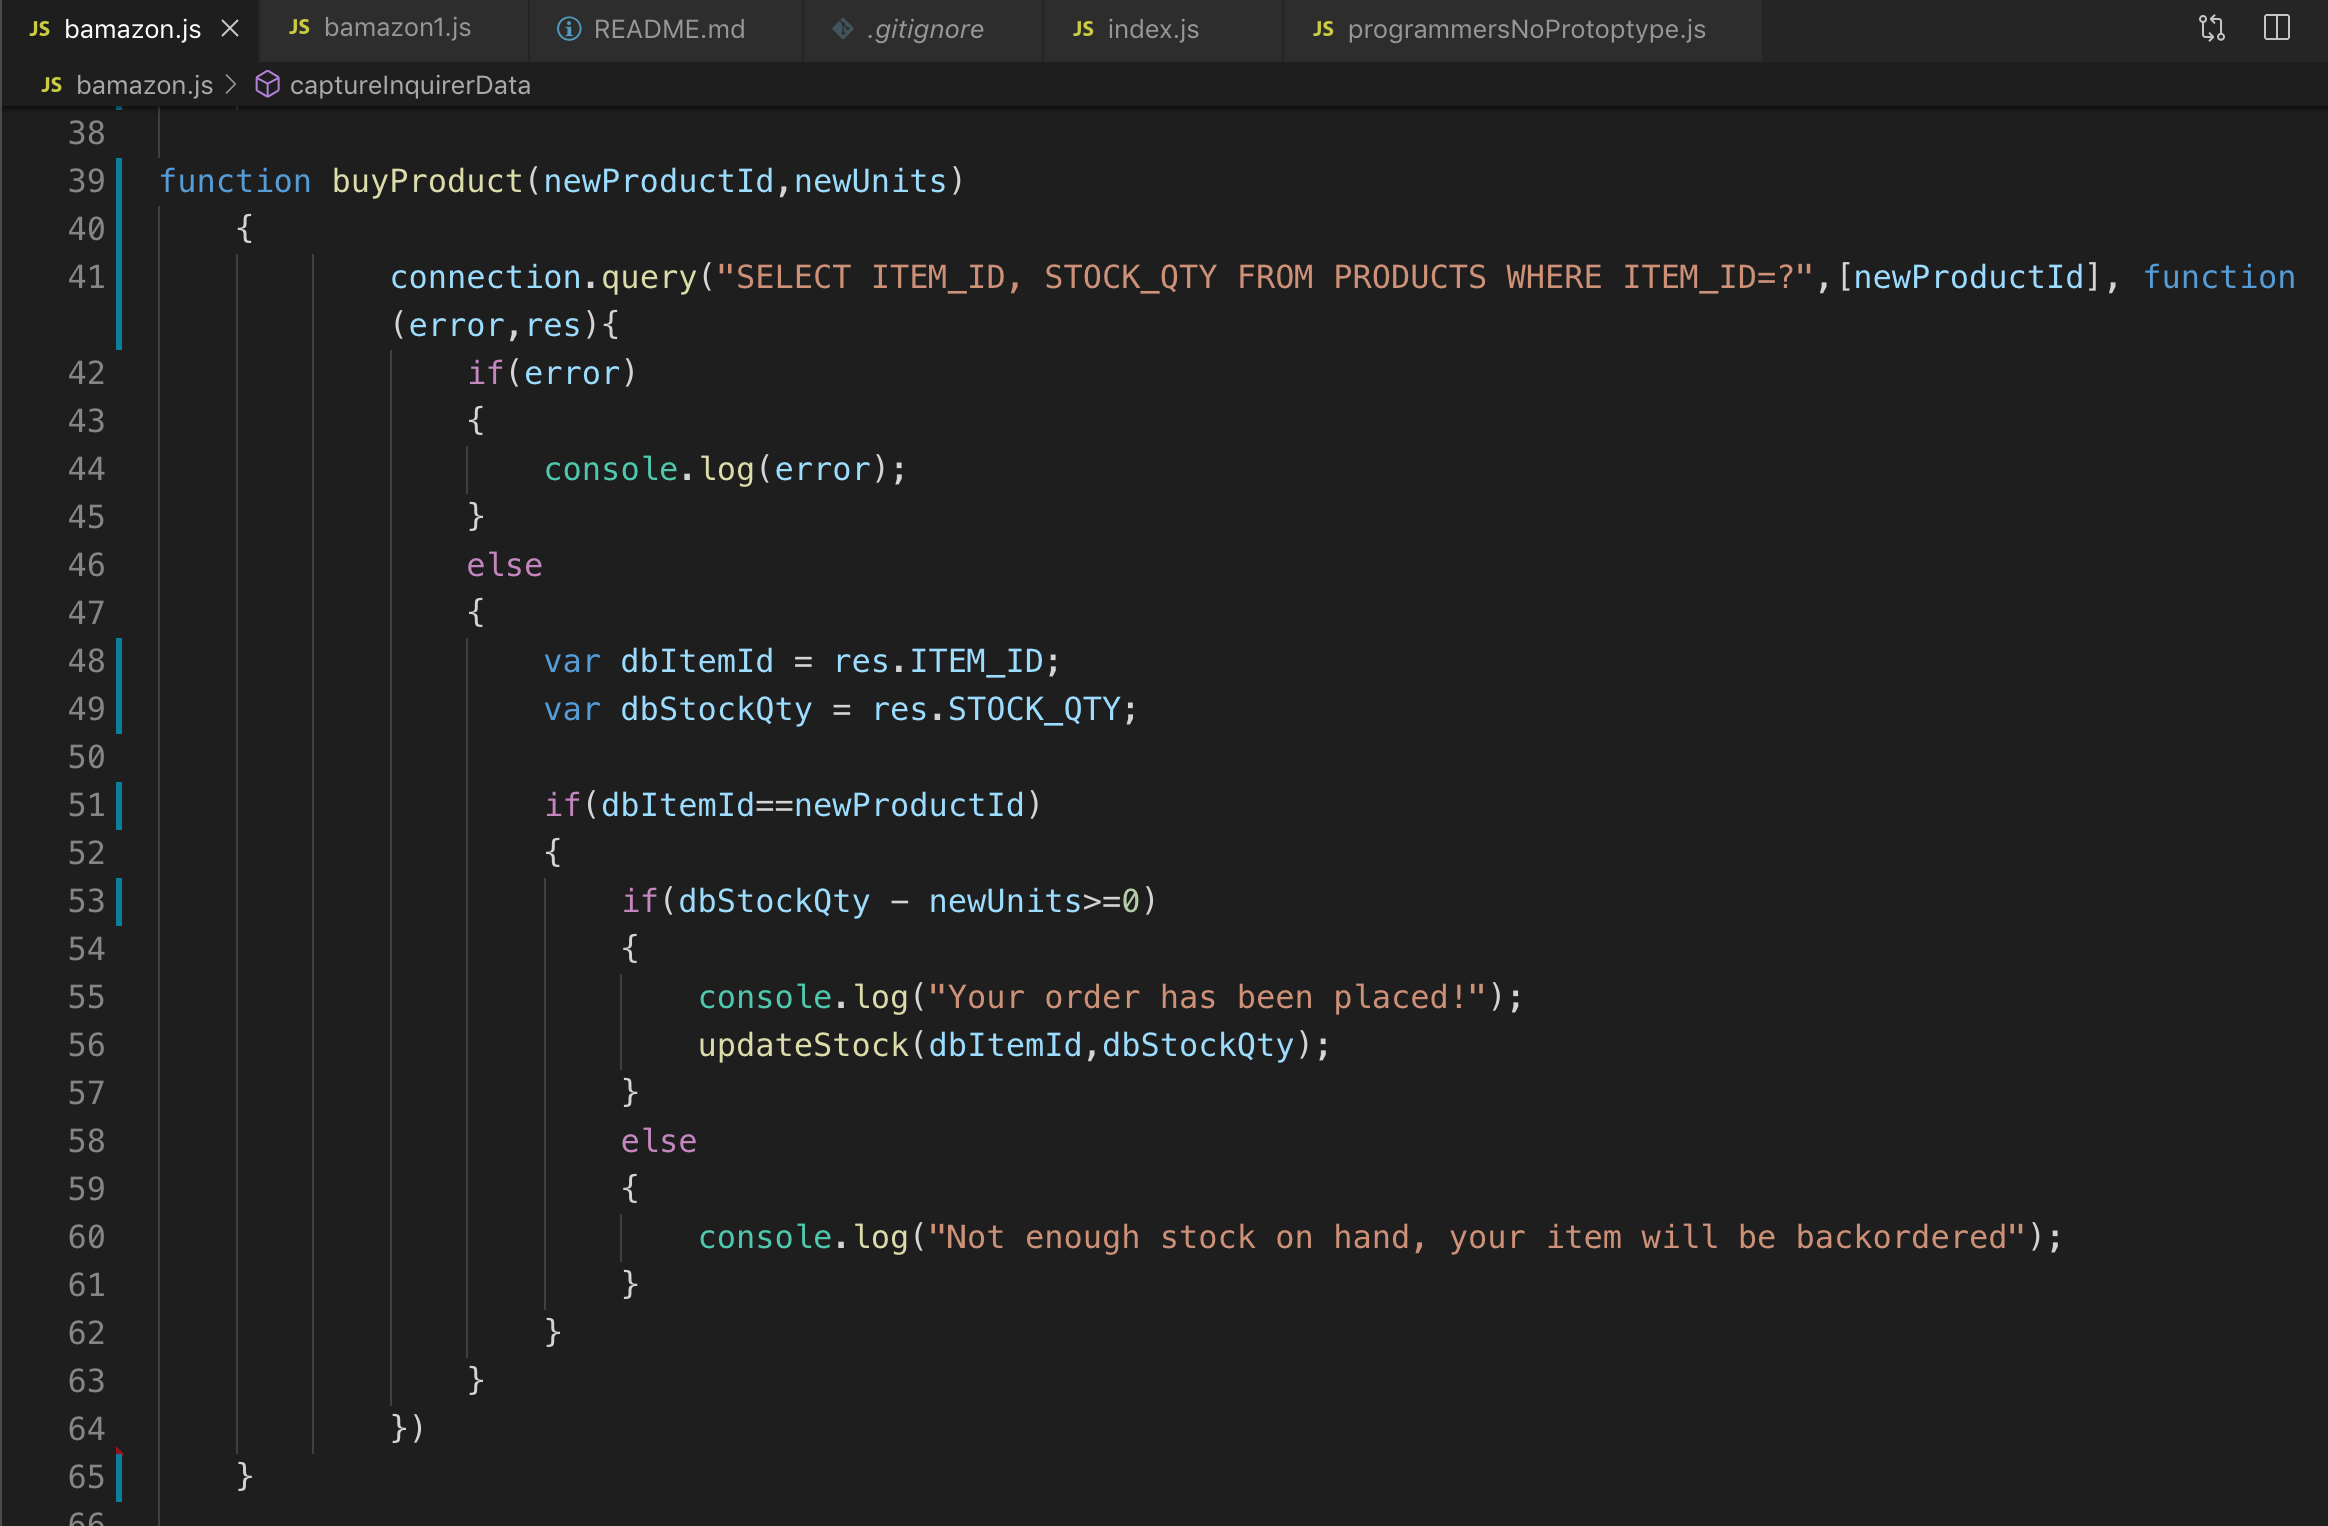 JS bamazon.js × JS bamazon1.js README.md .gitignore JS index.js JS programmersNoProtoptype.js
JS bamazon.js > captureInquirerData
38
39 function buyProduct(newProductId,newUnits)
40 {
41 connection.query("SELECT ITEM_ID, STOCK_QTY FROM PRODUCTS WHERE ITEM_ID=?",[newProductId], function
(error,res){
42 if(error)
43 {
44 console.log(error);
45 }
46 else
47 {
48 var dbItemId = res.ITEM_ID;
49 var dbStockQty = res.STOCK_QTY;
50
51 if(dbItemId==newProductId)
52 {
53 if(dbStockQty - newUnits>=0)
54 {
55 console.log("Your order has been placed!");
56 updateStock(dbItemId,dbStockQty);
57 }
58 else
59 {
60 console.log("Not enough stock on hand, your item will be backordered");
61 }
62 }
63 }
64 })
65 }
66